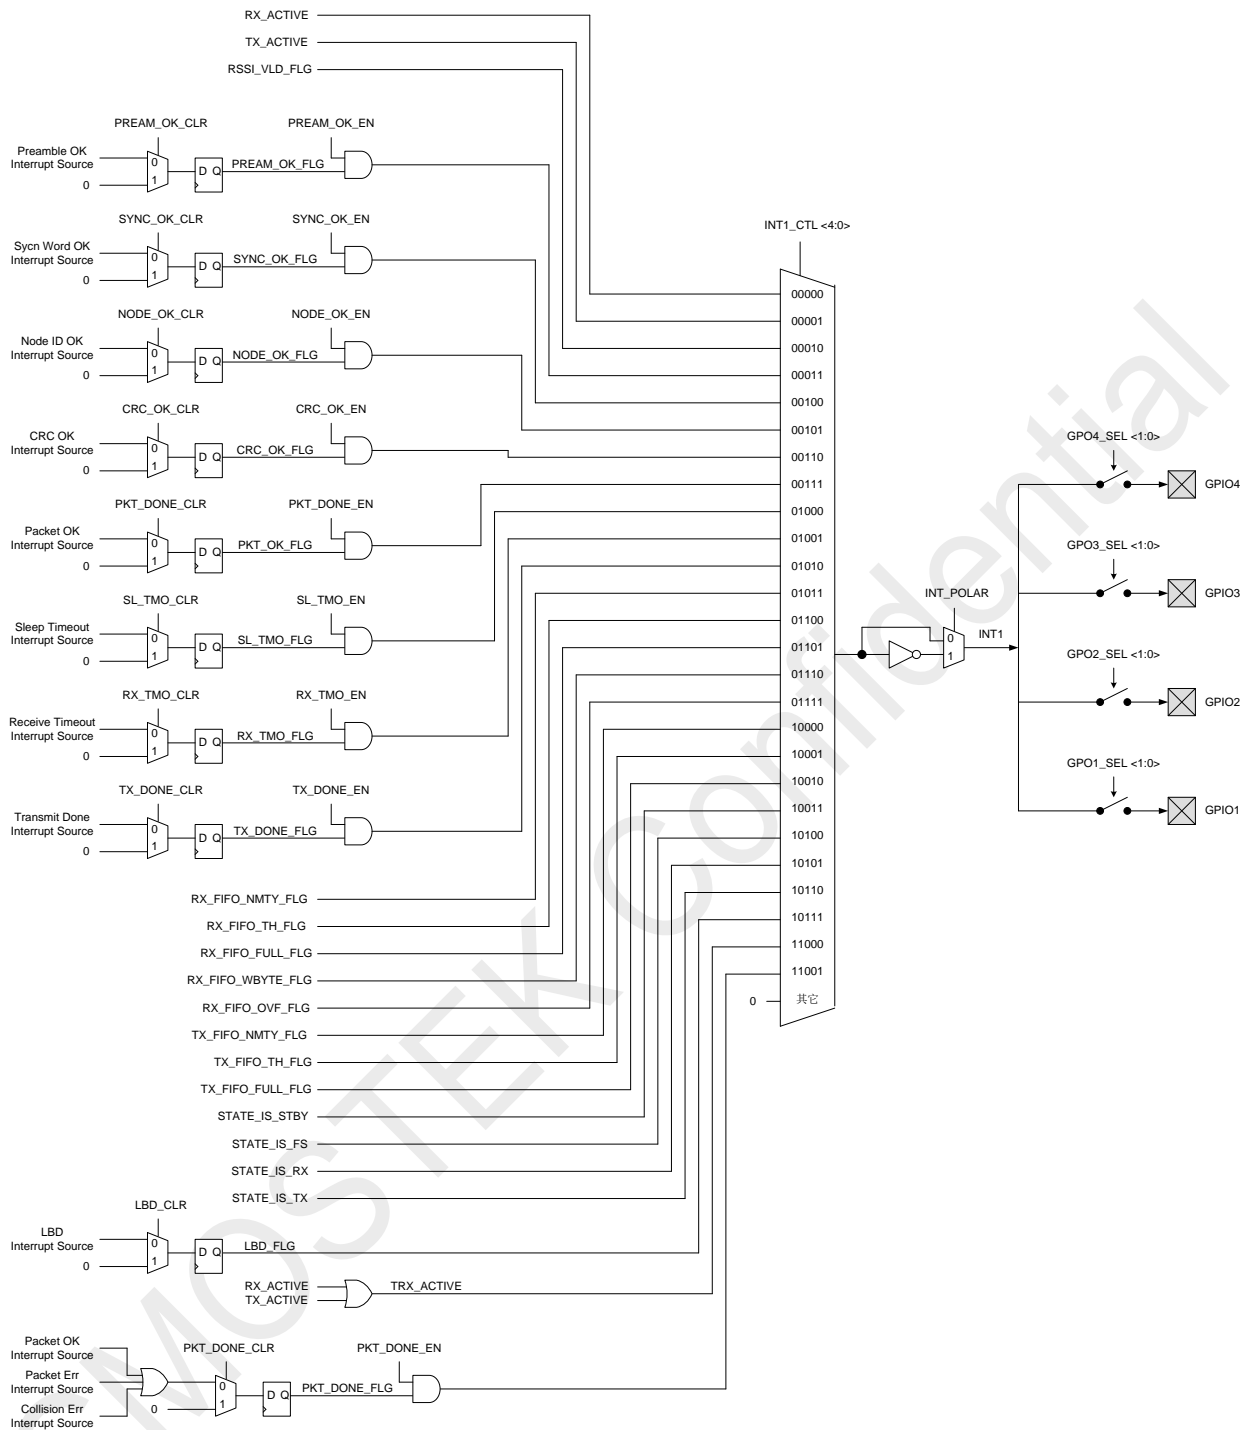 RX_ACTIVE
TX_ACTIVE
RSSI_VLD_FLG
PREAM_OK_CLR
PREAM_OK_EN
Preamble OK
Interrupt Source
0
0
1
D Q
PREAM_OK_FLG
SYNC_OK_CLR
SYNC_OK_EN
Sycn Word OK
Interrupt Source
0
0
1
D Q
SYNC_OK_FLG
NODE_OK_CLR
NODE_OK_EN
Node ID OK
Interrupt Source
0
0
1
D Q
NODE_OK_FLG
CRC_OK_CLR
CRC_OK_EN
CRC OK
Interrupt Source
0
0
1
D Q
CRC_OK_FLG
PKT_DONE_CLR
PKT_DONE_EN
Packet OK
Interrupt Source
0
0
1
D Q
PKT_OK_FLG
SL_TMO_CLR
SL_TMO_EN
Sleep Timeout
Interrupt Source
0
0
1
D Q
SL_TMO_FLG
RX_TMO_CLR
RX_TMO_EN
Receive Timeout
Interrupt Source
0
0
1
D Q
RX_TMO_FLG
TX_DONE_CLR
TX_DONE_EN
Transmit Done
Interrupt Source
0
0
1
D Q
TX_DONE_FLG
RX_FIFO_NMTY_FLG
RX_FIFO_TH_FLG
RX_FIFO_FULL_FLG
RX_FIFO_WBYTE_FLG
RX_FIFO_OVF_FLG
TX_FIFO_NMTY_FLG
TX_FIFO_TH_FLG
TX_FIFO_FULL_FLG
STATE_IS_STBY
STATE_IS_FS
STATE_IS_RX
STATE_IS_TX
LBD_CLR
LBD
Interrupt Source
0
0
1
D Q
LBD_FLG
RX_ACTIVE
TX_ACTIVE
TRX_ACTIVE
Packet OK
Interrupt Source
Packet Err
Interrupt Source
Collision Err
Interrupt Source
PKT_DONE_CLR
PKT_DONE_EN
0
0
1
D Q
PKT_DONE_FLG
INT1_CTL <4:0>
00000
00001
00010
00011
00100
00101
00110
00111
01000
01001
01010
01011
01100
01101
01110
01111
10000
10001
10010
10011
10100
10101
10110
10111
11000
11001
0
其它
INT_POLAR
0
1
INT1
GPO4_SEL <1:0>
GPIO4
GPO3_SEL <1:0>
GPIO3
GPO2_SEL <1:0>
GPIO2
GPO1_SEL <1:0>
GPIO1
CMOSTEK Confidential